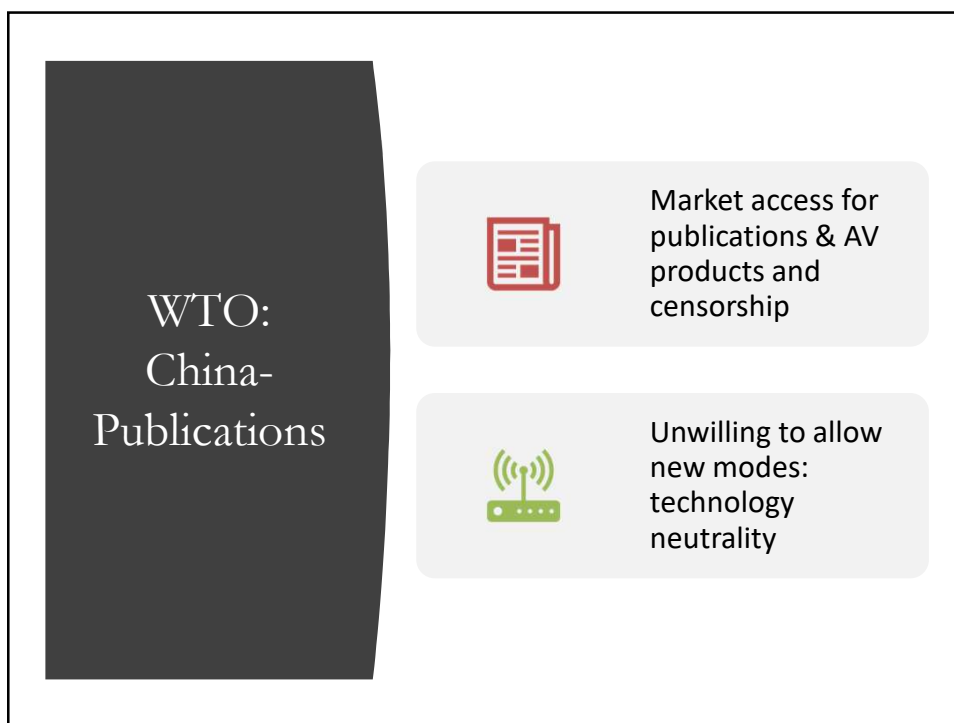 WTO:
China-
Publications
Market access for
publications & AV
products and
censorship
Unwilling to allow
new modes:
technology
neutrality